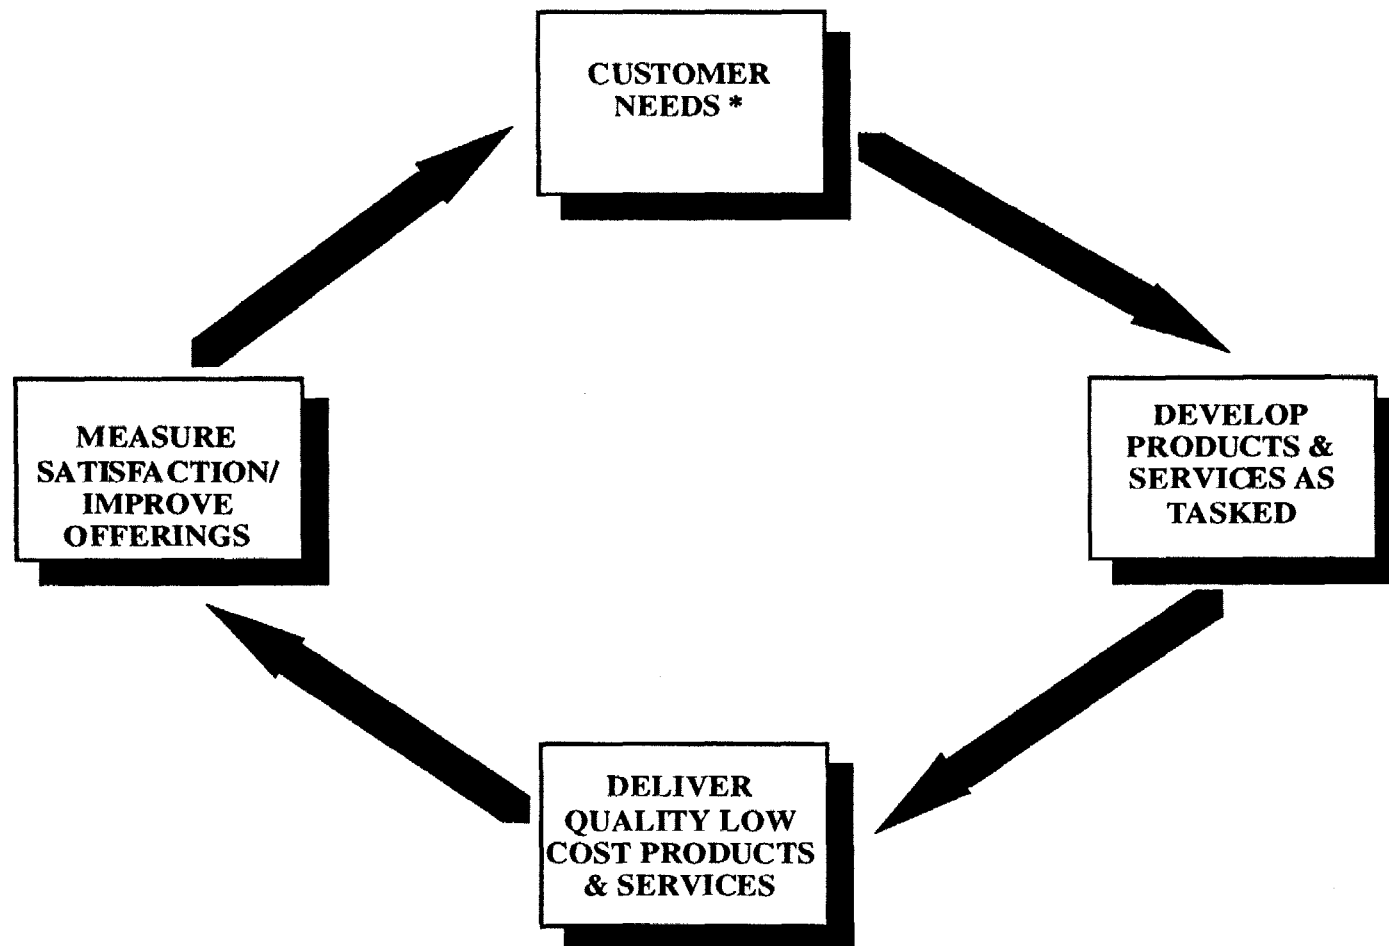 CUSTOMER
NEEDS *
DEVELOP
PRODUCTS &
SERVICES AS
TASKED
DELIVER
QUALITY LOW
COST PRODUCTS
& SERVICES
MEASURE
SATISFACTION/
IMPROVE
OFFERINGS